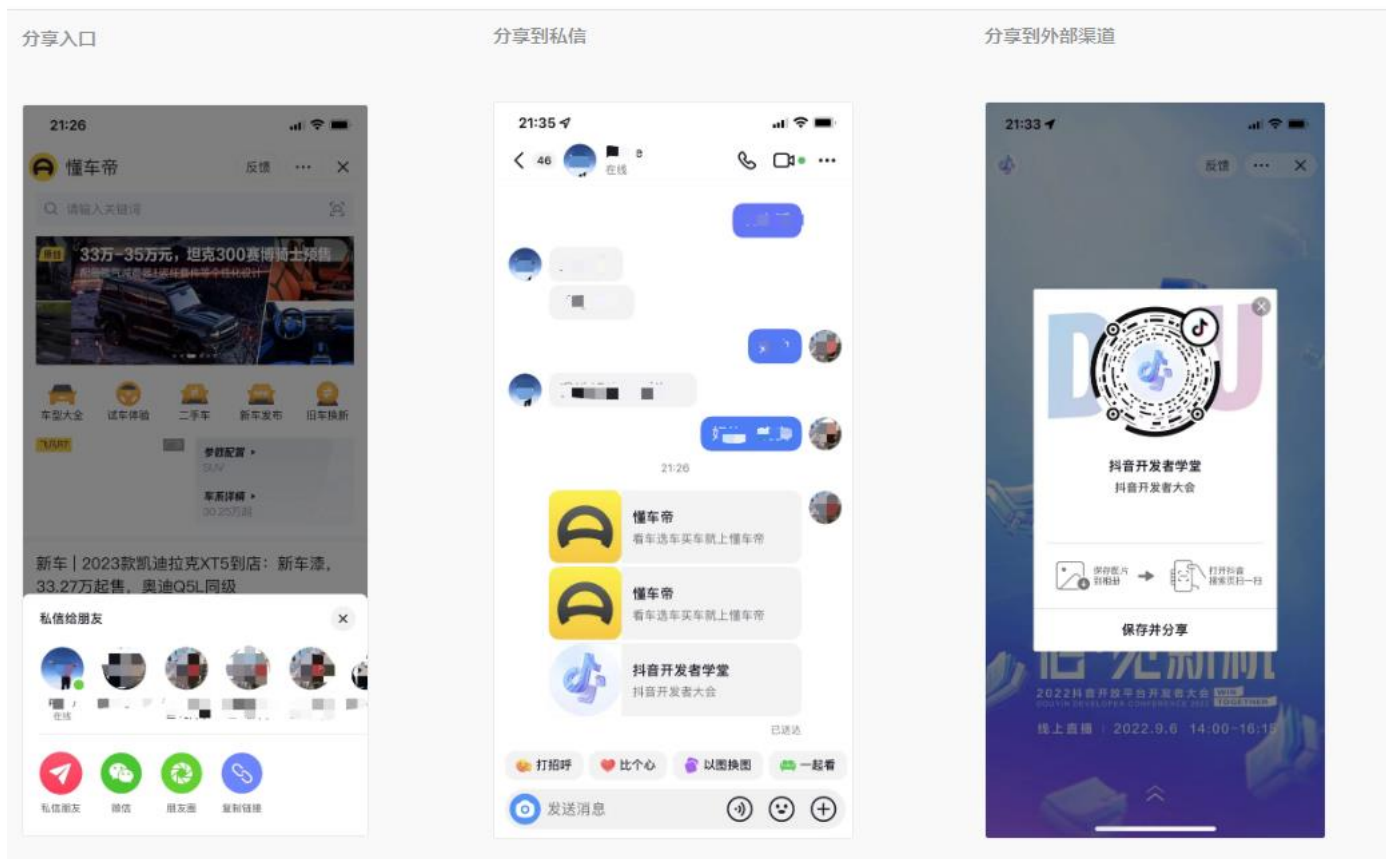 分享入口
分享到私信
分享到外部渠道
21:26
懂车帝
反馈
请输入关键词
33万-35万元，坦克300赛博骑士预售
车型大全
试车体验
二手车
新车发布
旧车换新
参数配置
SUV
车系详情
30.25万起
新车 | 2023款凯迪拉克XT5到店：新车漆，
33.27万起售，奥迪Q5L同级
私信给朋友
在线
私信朋友
微信
朋友圈
复制链接
21:35
46
在线
21:26
懂车帝
看车选车买车就上懂车帝
懂车帝
看车选车买车就上懂车帝
抖音开发者学堂
抖音开发者大会
已送达
打招呼
比个心
以图换图
一起看
发送消息
21:33
反馈
D U
抖音开发者学堂
抖音开发者大会
保存图片
到相册
打开抖音
搜索页扫一扫
保存并分享
2022抖音开放平台开发者大会
WIN
TOGETHER
DOUYIN DEVELOPER CONFERENCE 2022
线上直播 | 2022.9.6 14:00-16:15